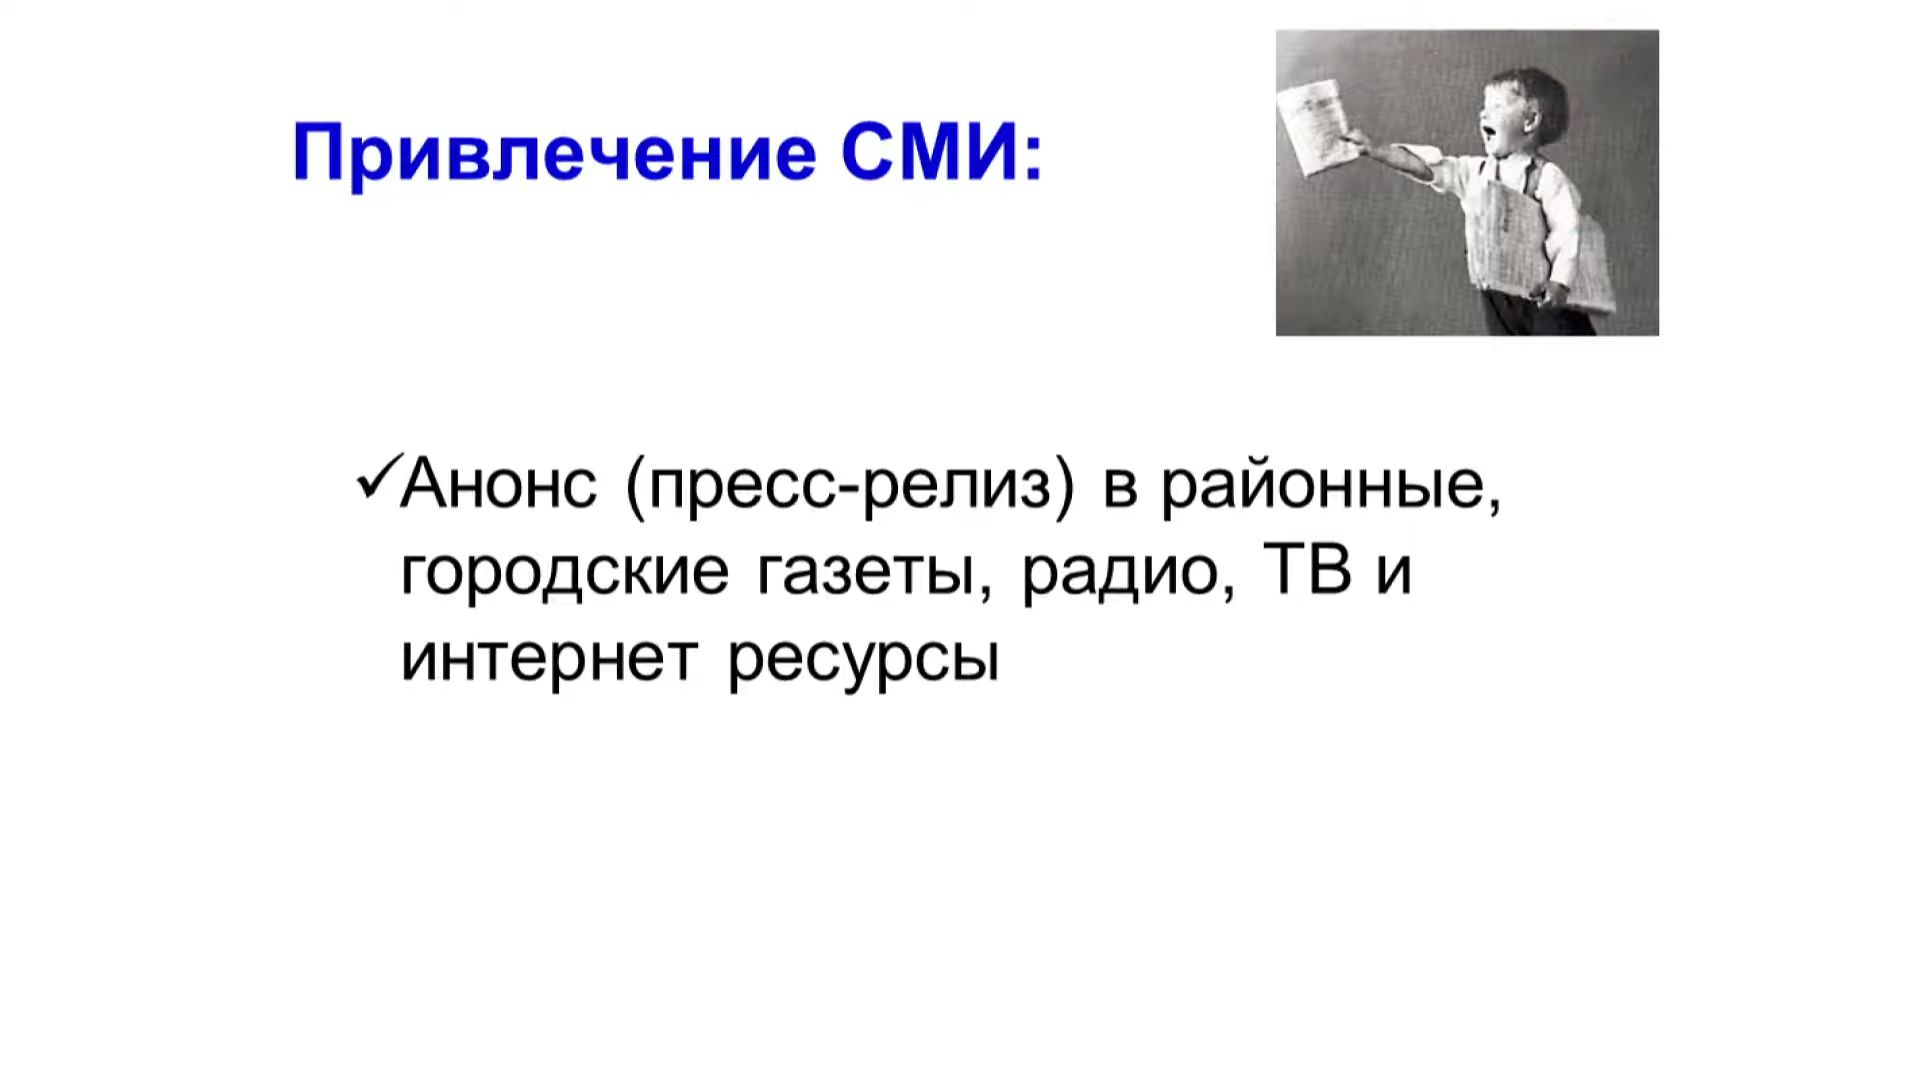 Привлечение СМИ:
✓Анонс (пресс-релиз) в районные,
городские газеты, радио, ТВ и
интернет ресурсы